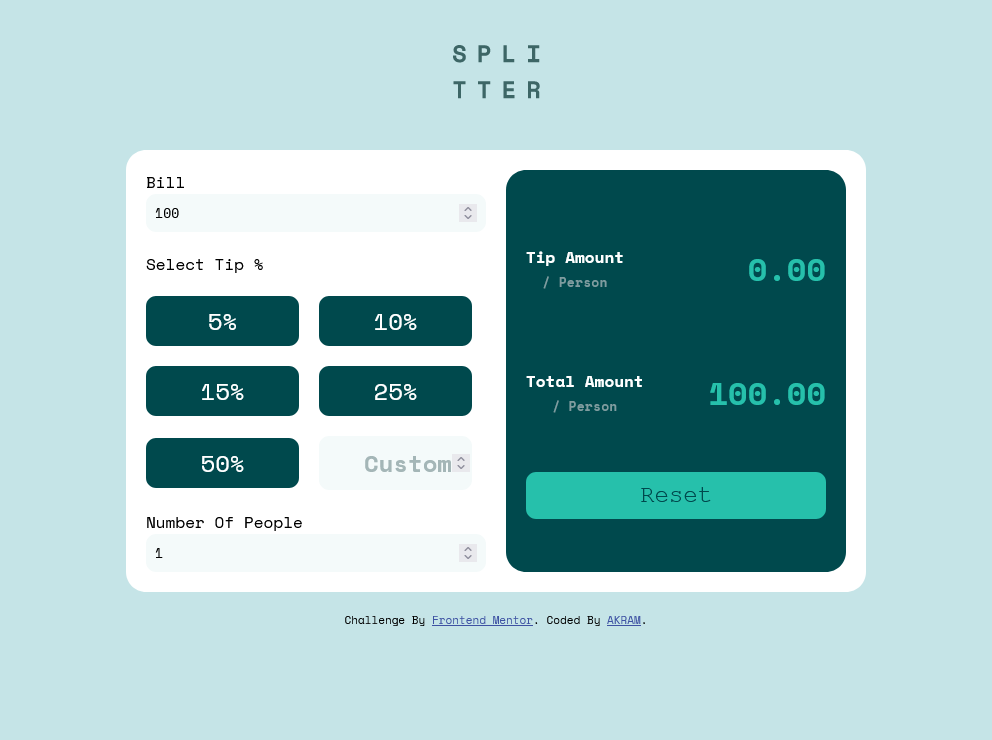 SPLI
TTER
Bill
100
Select Tip %
5%
10%
15%
25%
50%
Custom
Number Of People
1
Tip Amount
/ Person
0.00
Total Amount
/ Person
100.00
Reset
Challenge By Frontend Mentor. Coded By AKRAM.